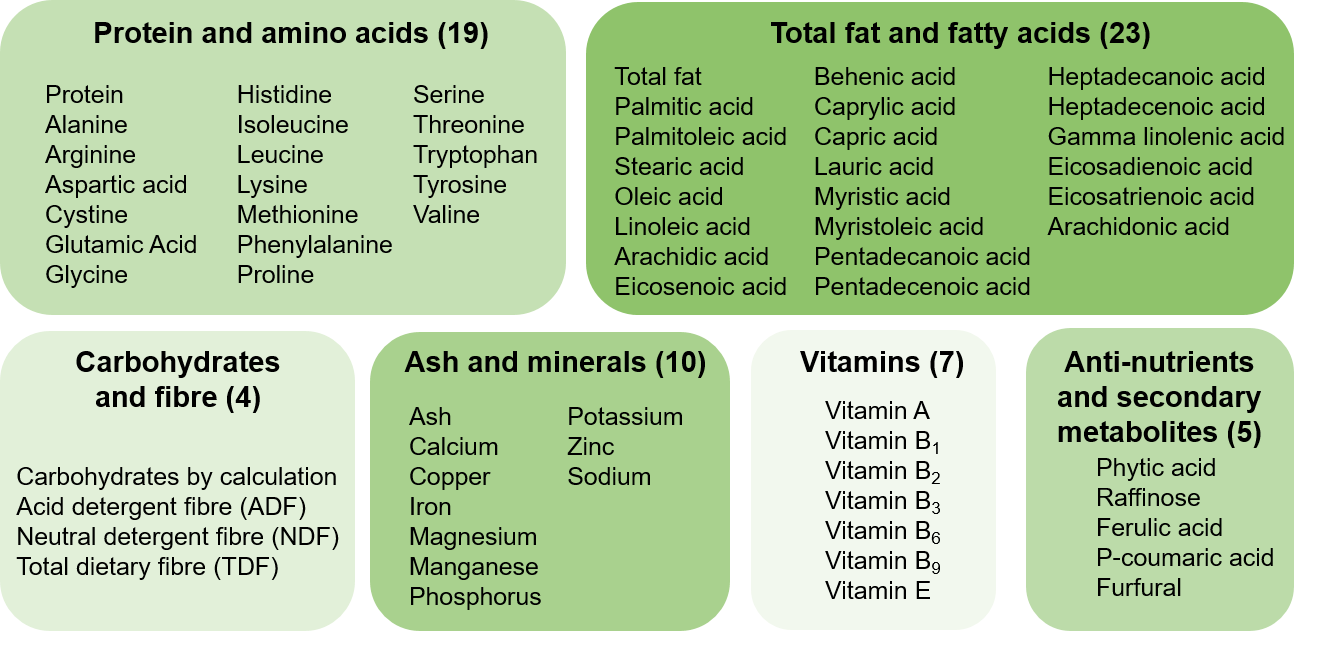 Protein and amino acids (19)
Protein
Alanine
Arginine
Aspartic acid
Cystine
Glutamic Acid
Glycine
Histidine
Isoleucine
Leucine
Lysine
Methionine
Phenylalanine
Proline
Serine
Threonine
Tryptophan
Tyrosine
Valine
Total fat and fatty acids (23)
Total fat
Palmitic acid
Palmitoleic acid
Stearic acid
Oleic acid
Linoleic acid
Arachidic acid
Eicosenoic acid
Behenic acid
Caprylic acid
Capric acid
Lauric acid
Myristic acid
Myristoleic acid
Pentadecanoic acid
Pentadecenoic acid
Heptadecanoic acid
Heptadecenoic acid
Gamma linolenic acid
Eicosadienoic acid
Eicosatrienoic acid
Arachidonic acid
Carbohydrates
and fibre (4)
Carbohydrates by calculation
Acid detergent fibre (ADF)
Neutral detergent fibre (NDF)
Total dietary fibre (TDF)
Ash and minerals (10)
Ash
Calcium
Copper
Iron
Magnesium
Manganese
Phosphorus
Potassium
Zinc
Sodium
Vitamins (7)
Vitamin A
Vitamin B₁
Vitamin B₂
Vitamin B₃
Vitamin B₆
Vitamin B₉
Vitamin E
Anti-nutrients
and secondary
metabolites (5)
Phytic acid
Raffinose
Ferulic acid
P-coumaric acid
Furfural